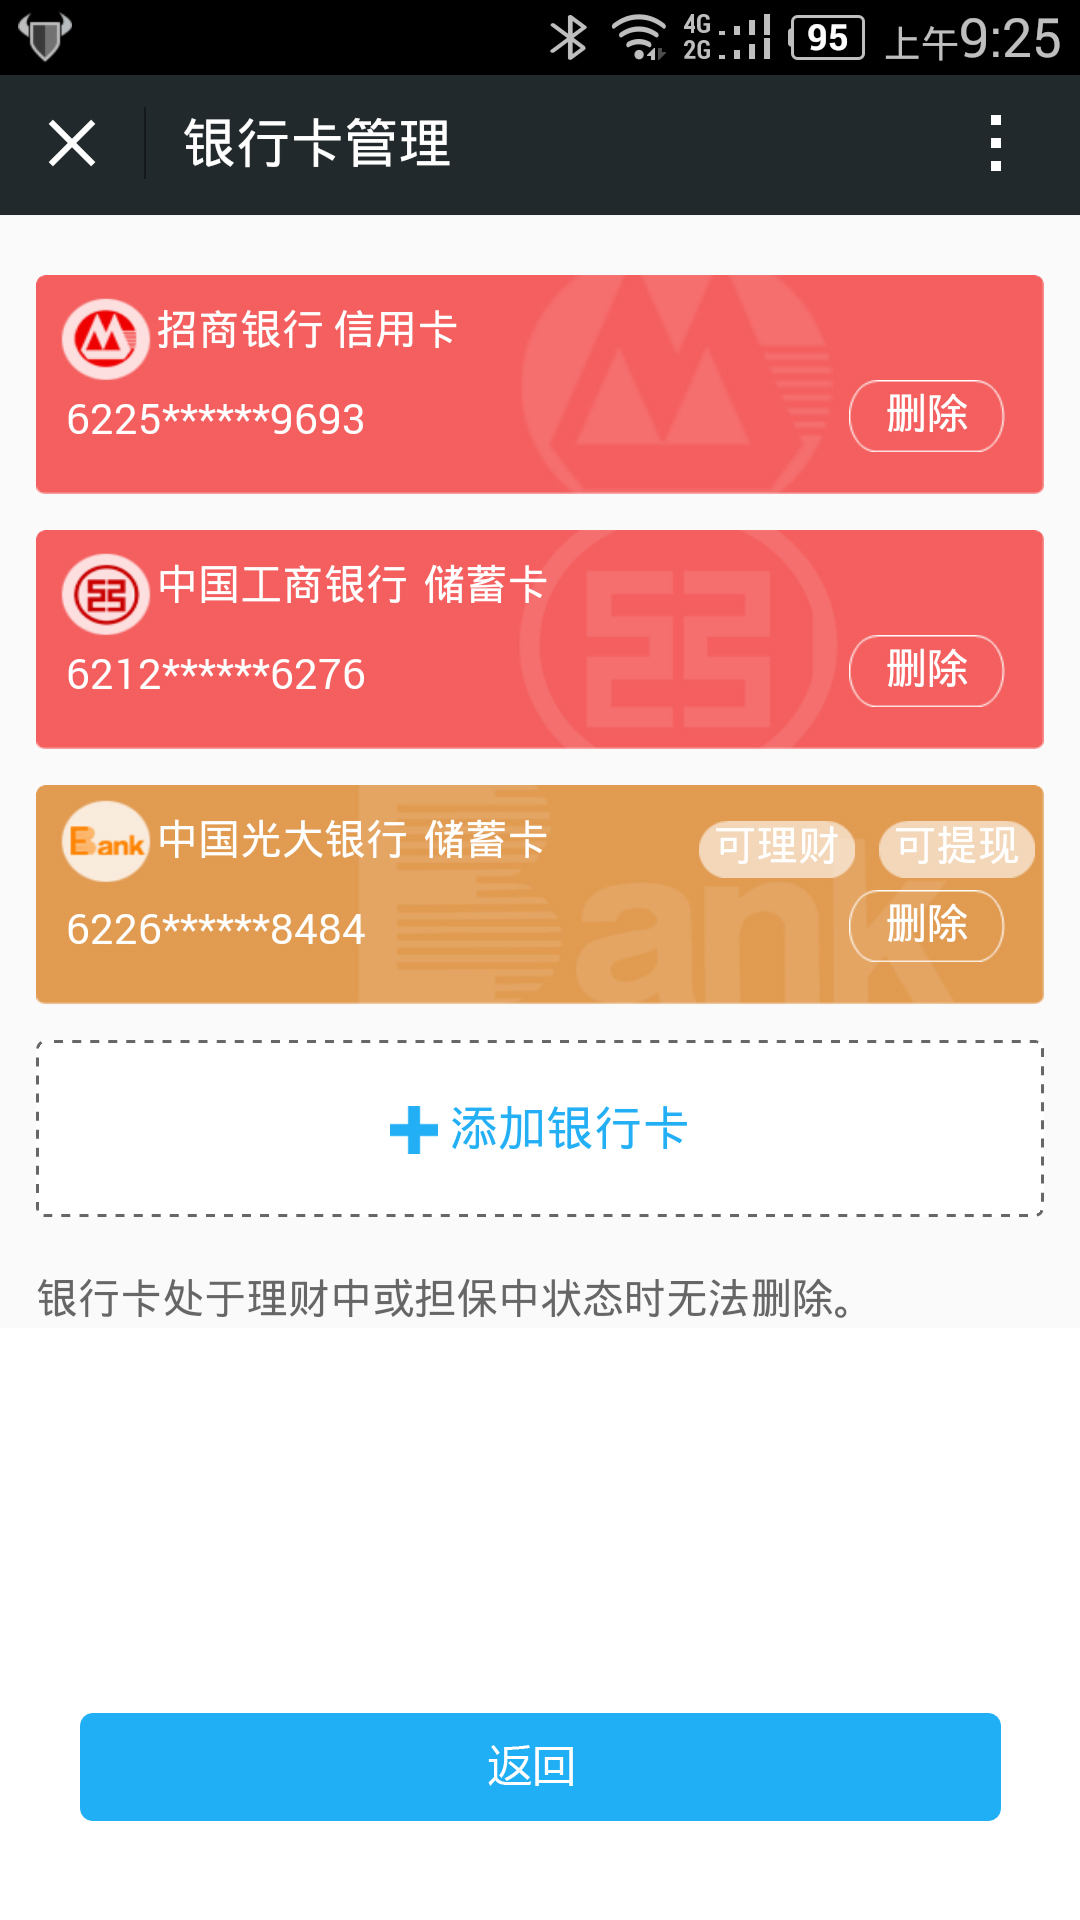 4G
2G
95
上午9:25
银行卡管理
招商银行 信用卡
6225******9693
删除
中国工商银行 储蓄卡
6212******6276
删除
Bank
中国光大银行 储蓄卡
可理财
可提现
6226******8484
删除
Bank
添加银行卡
银行卡处于理财中或担保中状态时无法删除。
返回